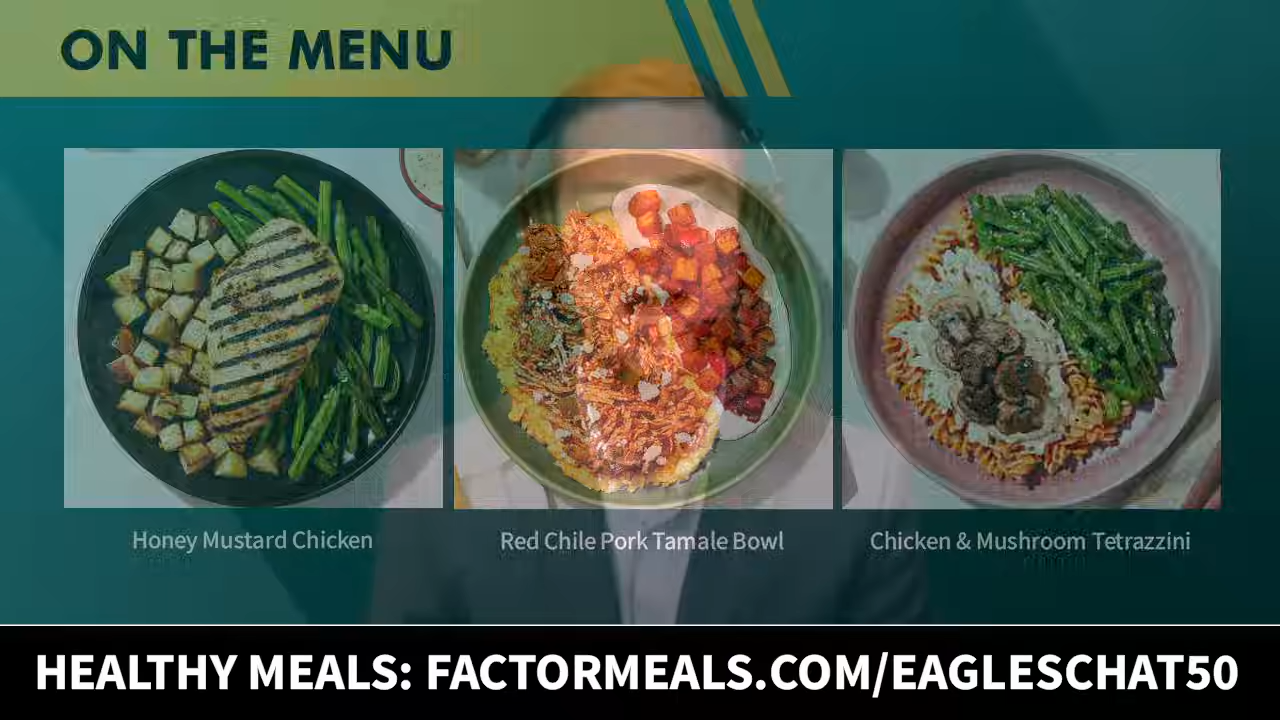 ON THE MENU
Honey Mustard Chicken
Red Chile Pork Tamale Bowl
Chicken & Mushroom Tetrazzini
HEALTHY MEALS: FACTORMEALS.COM/EAGLESCHAT50